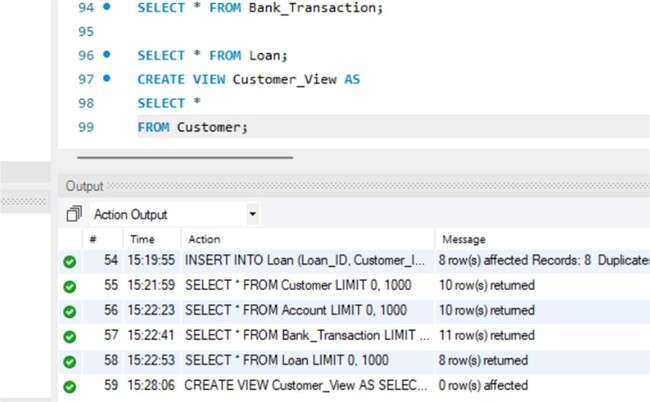 94 SELECT * FROM Bank_Transaction;
95
96 SELECT * FROM Loan;
97 CREATE VIEW Customer_View AS
98 SELECT *
99 FROM Customer;
Output
Action Output
# Time Action Message
54 15:19:55 INSERT INTO Loan (Loan_ID, Customer_I... 8 row(s) affected Records: 8 Duplicate
55 15:21:59 SELECT * FROM Customer LIMIT 0, 1000 10 row(s) returned
56 15:22:23 SELECT * FROM Account LIMIT 0, 1000 10 row(s) returned
57 15:22:41 SELECT * FROM Bank_Transaction LIMIT ... 11 row(s) returned
58 15:22:53 SELECT * FROM Loan LIMIT 0, 1000 8 row(s) returned
59 15:28:06 CREATE VIEW Customer_View AS SELEC... 0 row(s) affected